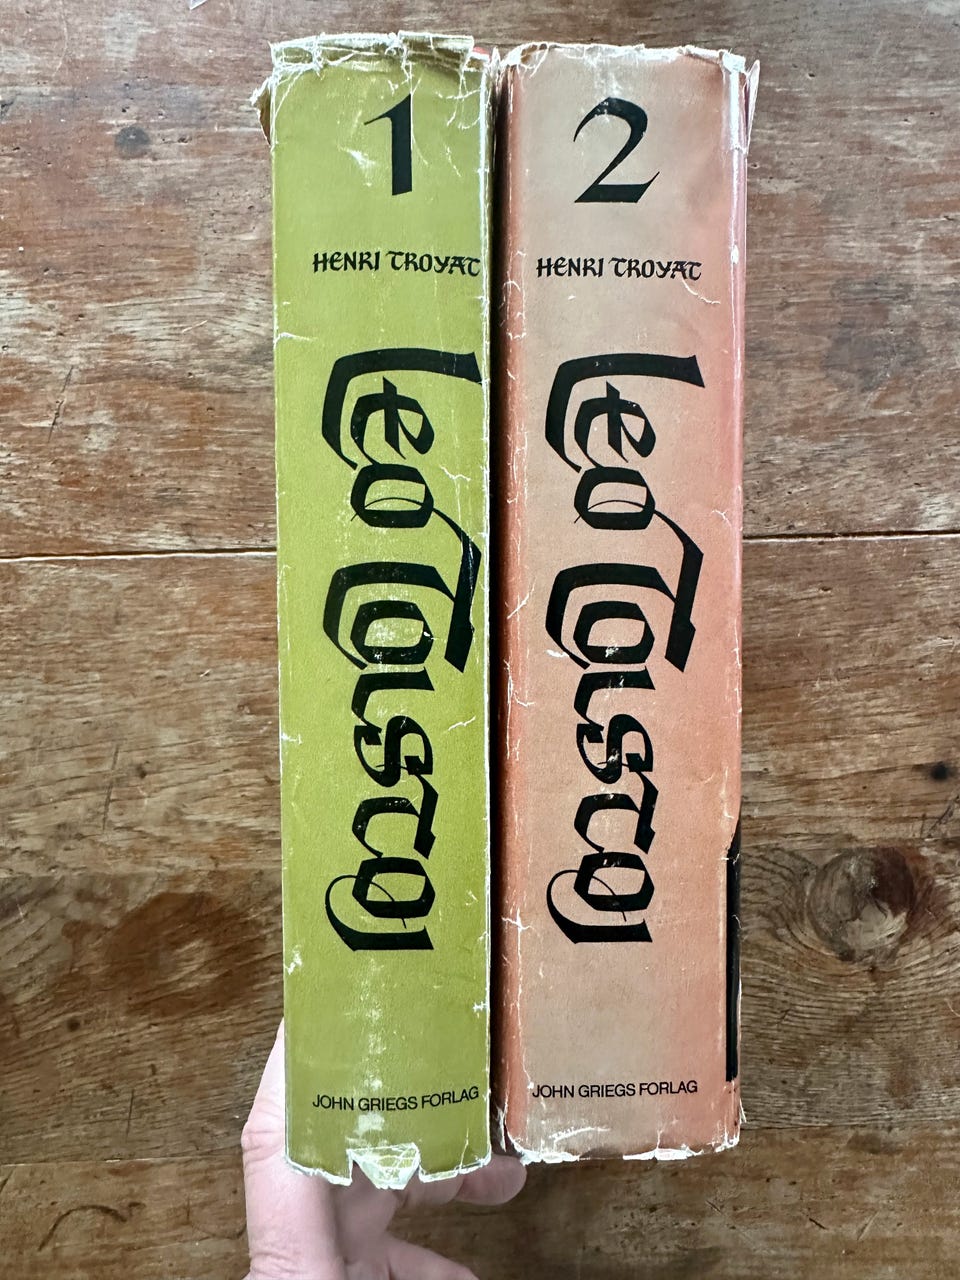 1
HENRI TROYAT
Leo Tolstoj
JOHN GRIEGS FORLAG
2
HENRI TROYAT
Leo Tolstoj
JOHN GRIEGS FORLAG